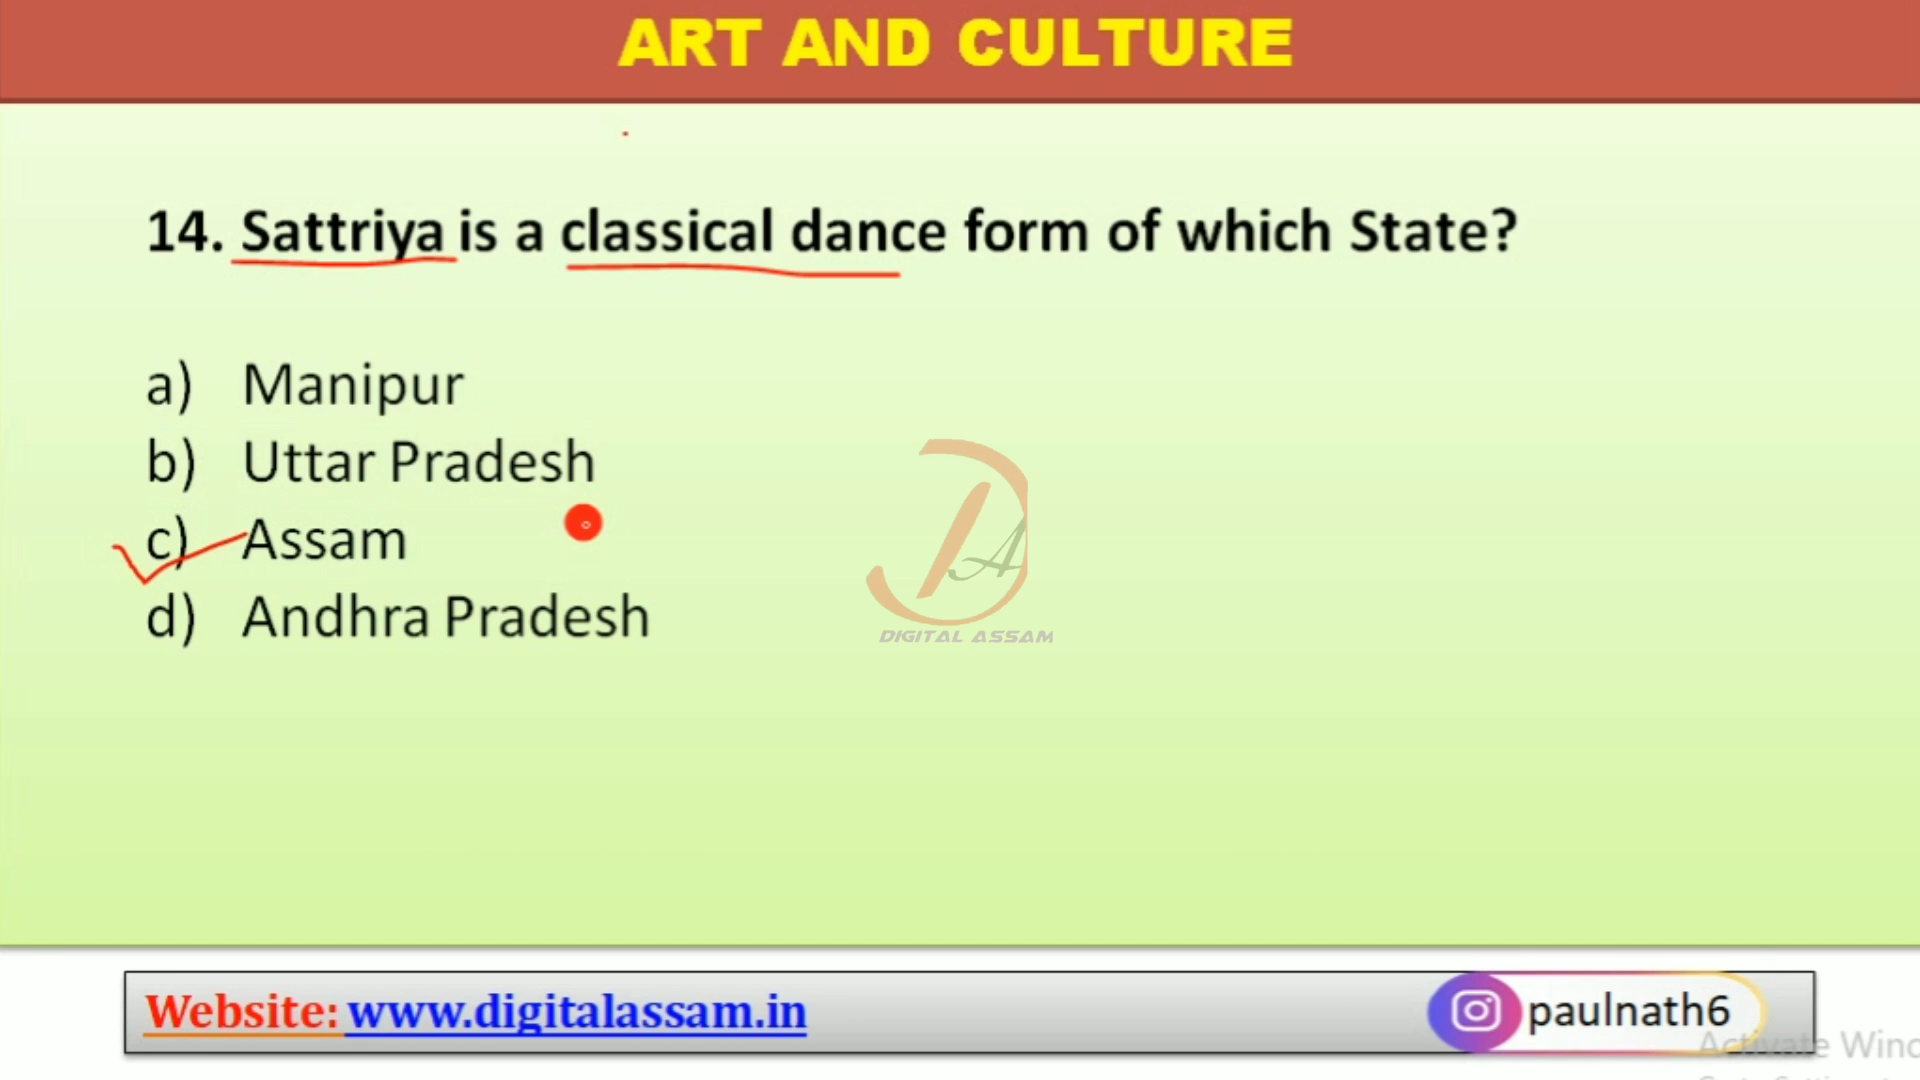 ART AND CULTURE
14. Sattriya is a classical dance form of which State?
a) Manipur
b) Uttar Pradesh
c) Assam
d) Andhra Pradesh
DIGITAL ASSAM
Website: www.digitalassam.in
paulnath6
Activate